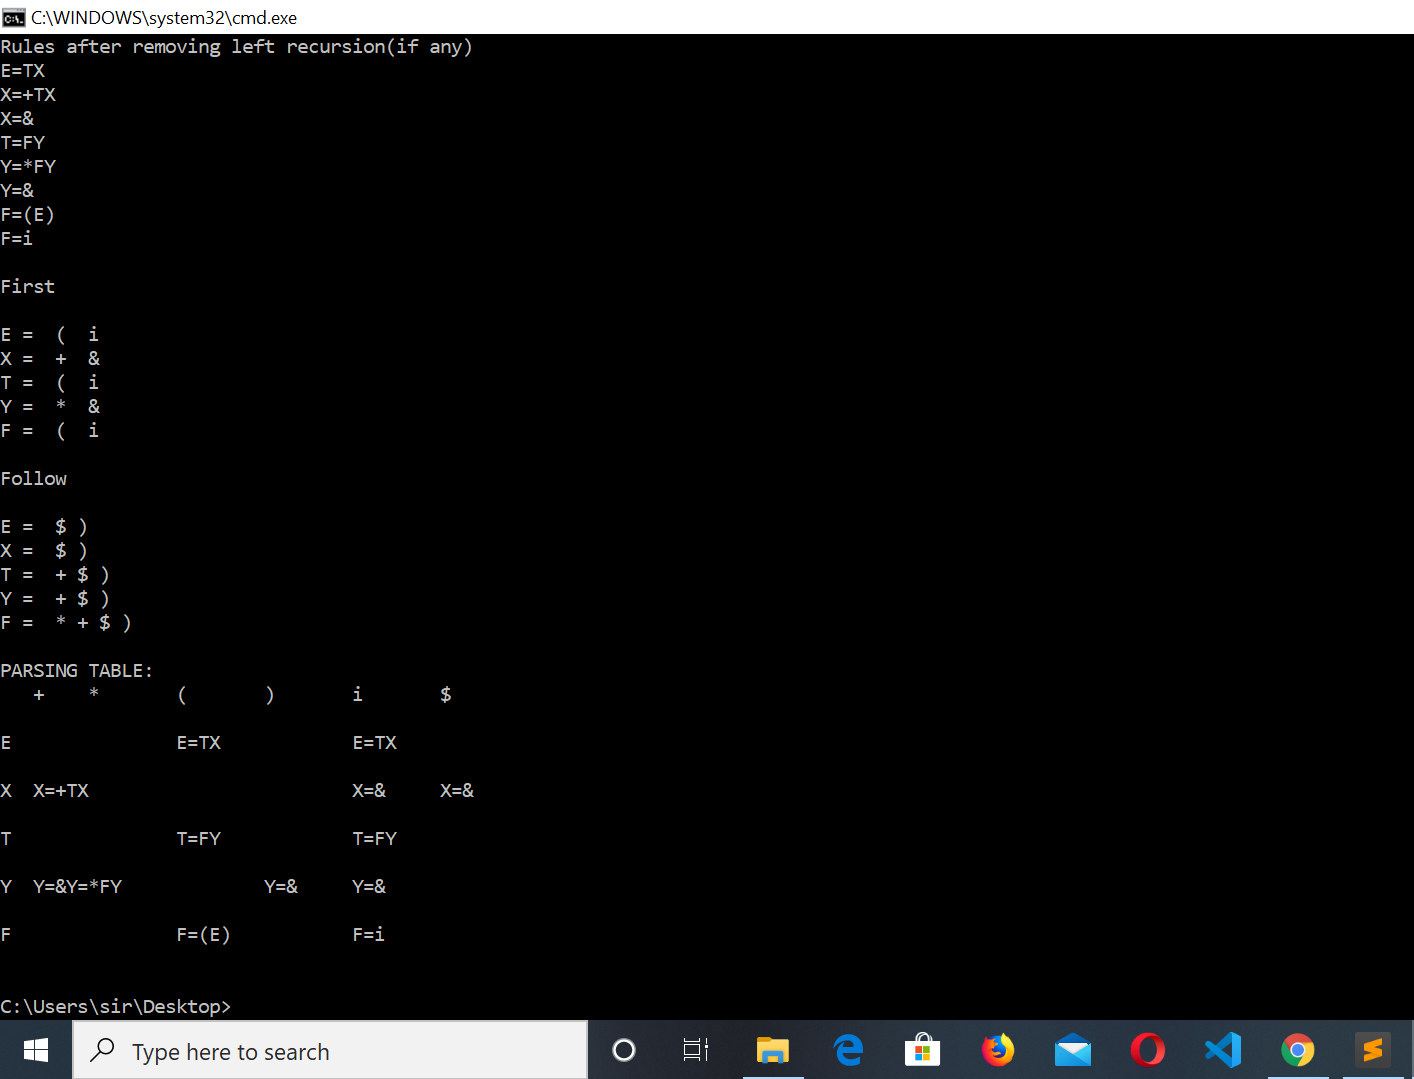 C:\WINDOWS\system32\cmd.exe
Rules after removing left recursion(if any)
E=TX
X=+TX
X=&
T=FY
Y=*FY
Y=&
F=(E)
F=i
First
E =  (  i
X =  +  &
T =  (  i
Y =  *  &
F =  (  i
Follow
E =  $ )
X =  $ )
T =  + $ )
Y =  + $ )
F =  * + $ )
PARSING TABLE:
   +    *       (       )       i       $
E               E=TX            E=TX
X  X=+TX                        X=&     X=&
T               T=FY            T=FY
Y  Y=&Y=*FY             Y=&     Y=&
F               F=(E)           F=i
C:\Users\sir\Desktop>
Type here to search